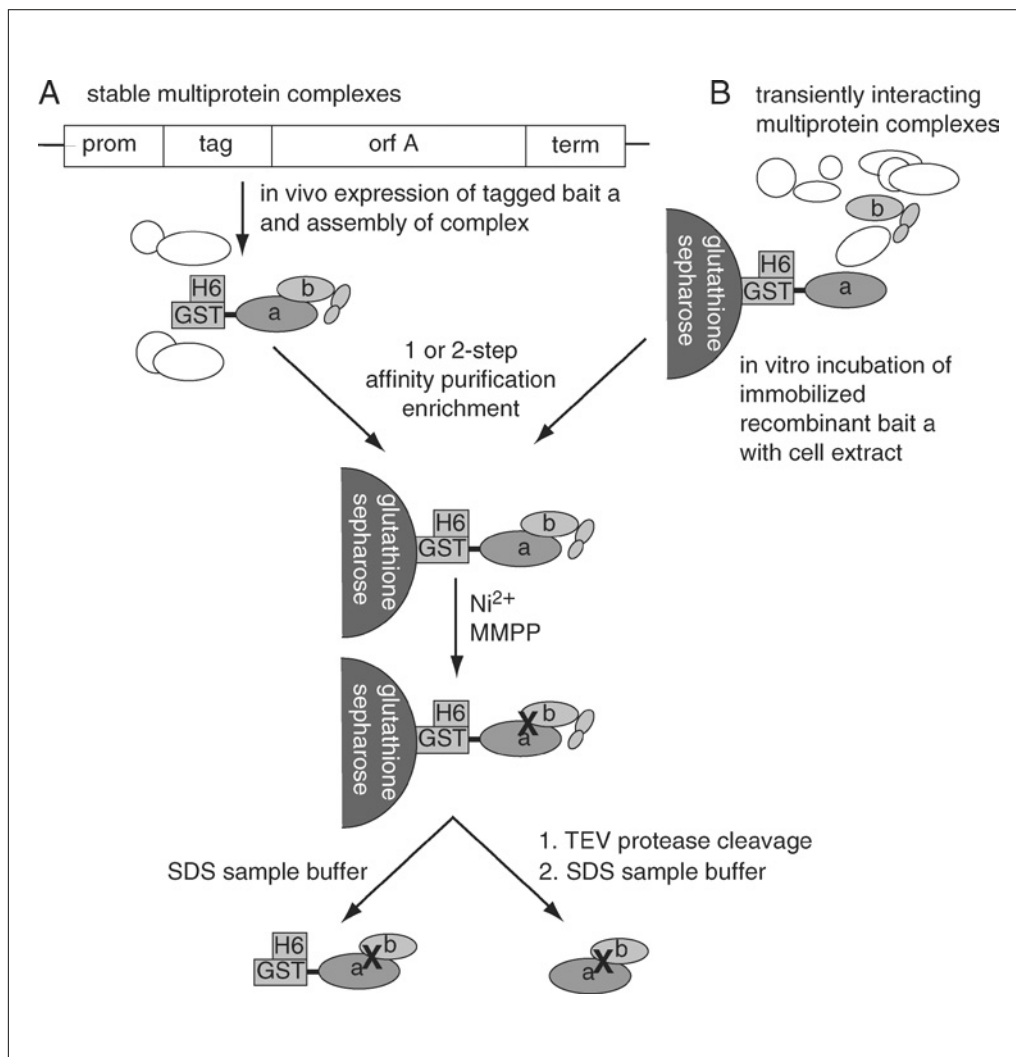 A stable multiprotein complexes
prom tag orf A term
in vivo expression of tagged bait a
and assembly of complex
H6
GST
a
b
B transiently interacting
multiprotein complexes
b
glutathione
sepharose
H6
GST
a
in vitro incubation of
immobilized
recombinant bait a
with cell extract
1 or 2-step
affinity purification
enrichment
glutathione
sepharose
H6
GST
a
b
Ni2+
MMPP
glutathione
sepharose
H6
GST
a
X
b
SDS sample buffer
1. TEV protease cleavage
2. SDS sample buffer
H6
GST
a
X
b
a
X
b